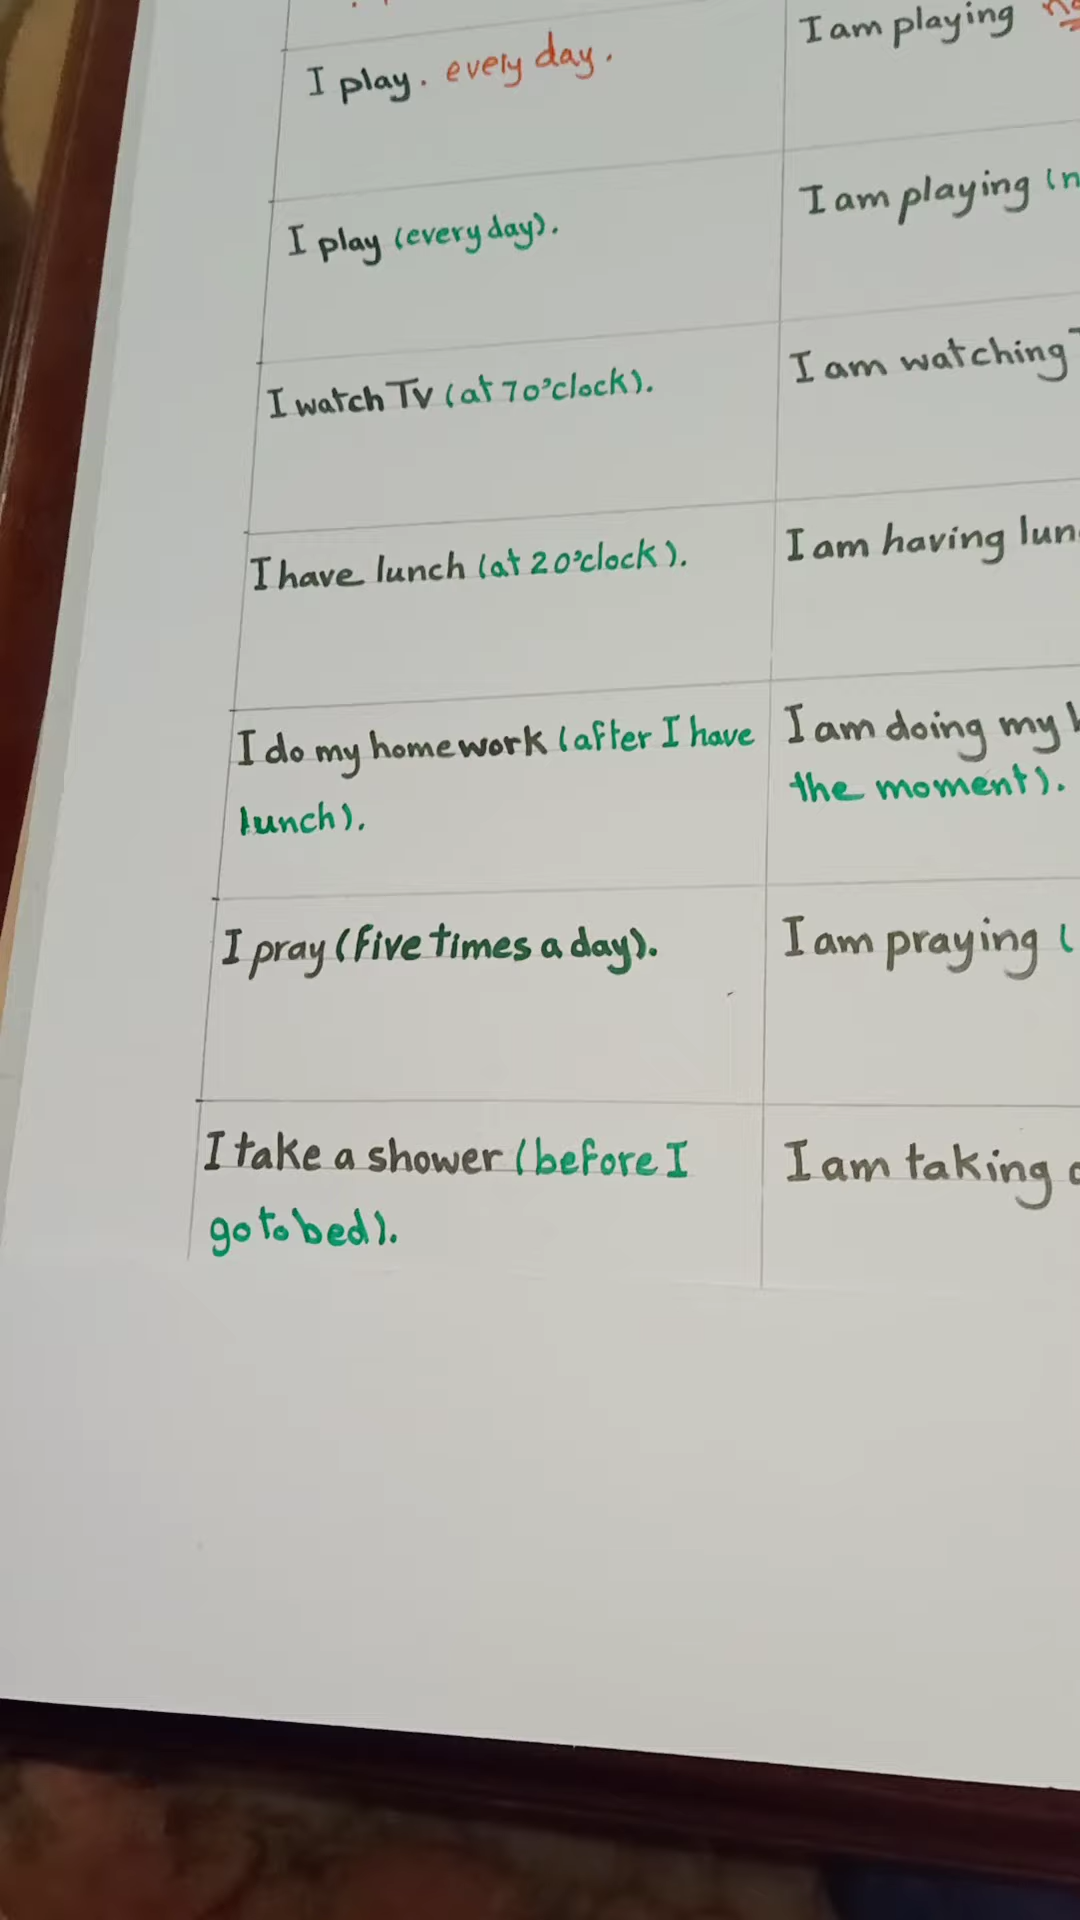 I play. every day.
I am playing
I play (every day).
I am playing
I watch TV (at 7 o'clock).
I am watching
I have lunch (at 2 o'clock).
I am having
I do my homework (after I have
lunch).
I am doing my
the moment).
I pray (five times a day).
I am praying (
I take a shower (before I
go to bed).
I am taking